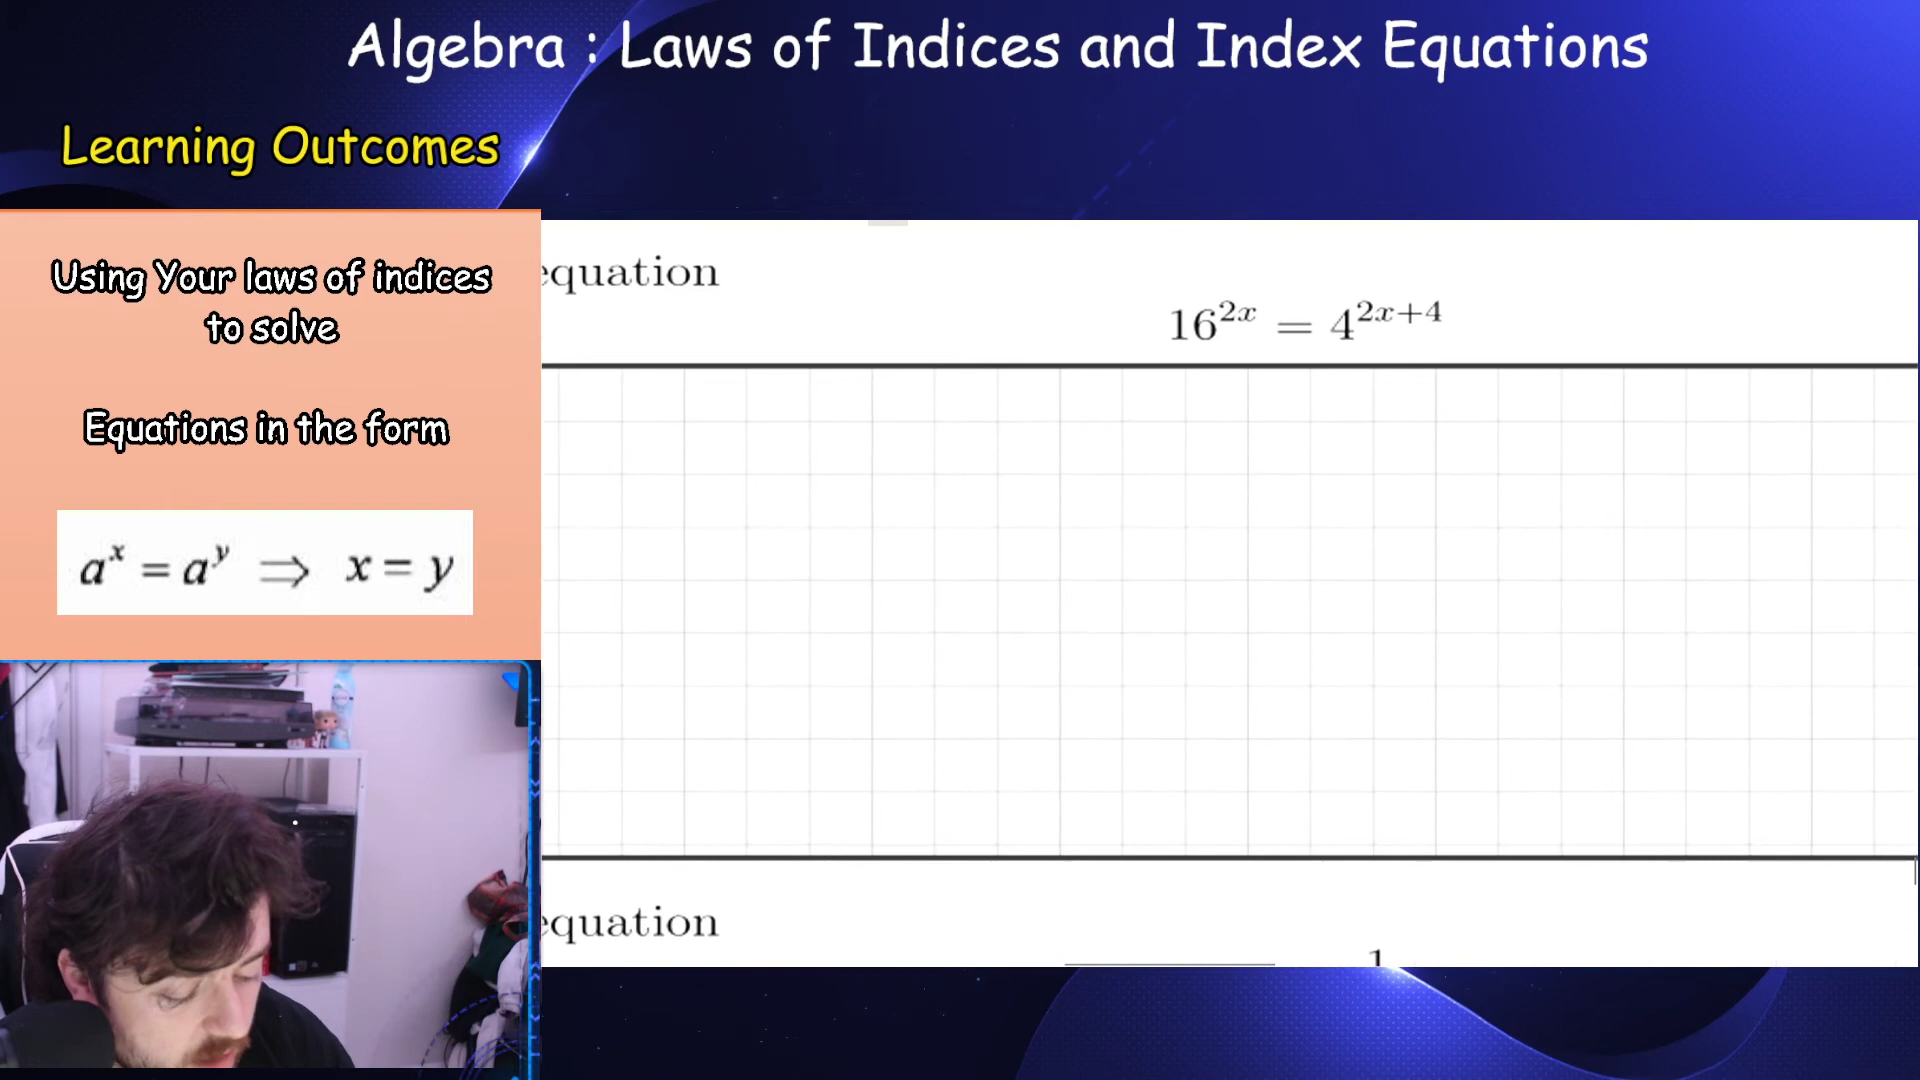 Algebra : Laws of Indices and Index Equations
Learning Outcomes
Using Your laws of indices
to solve
Equations in the form
a^x = a^y ⟹ x = y
equation
16^{2x} = 4^{2x+4}
equation
1